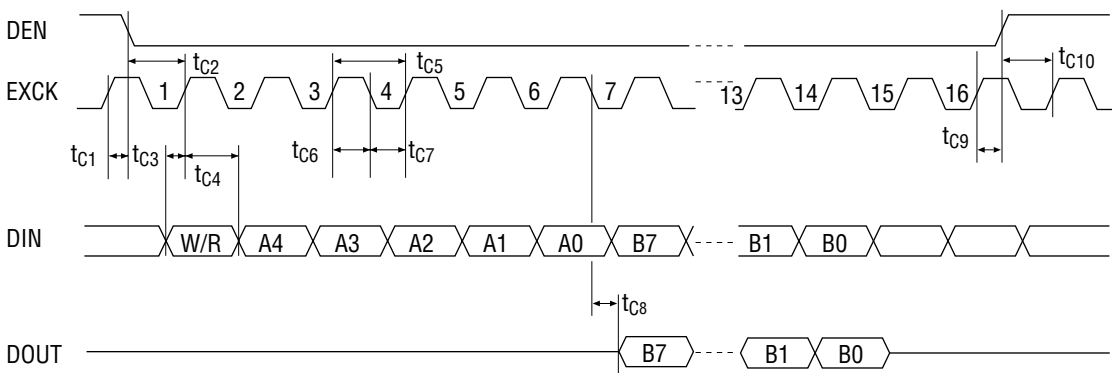 DEN
tC2 tC5 tC10
EXCK 1 2 3 4 5 6 7 13 14 15 16
tC1 tC3 tC4 tC6 tC7 tC9
DIN W/R A4 A3 A2 A1 A0 B7 B1 B0
tC8
DOUT B7 B1 B0